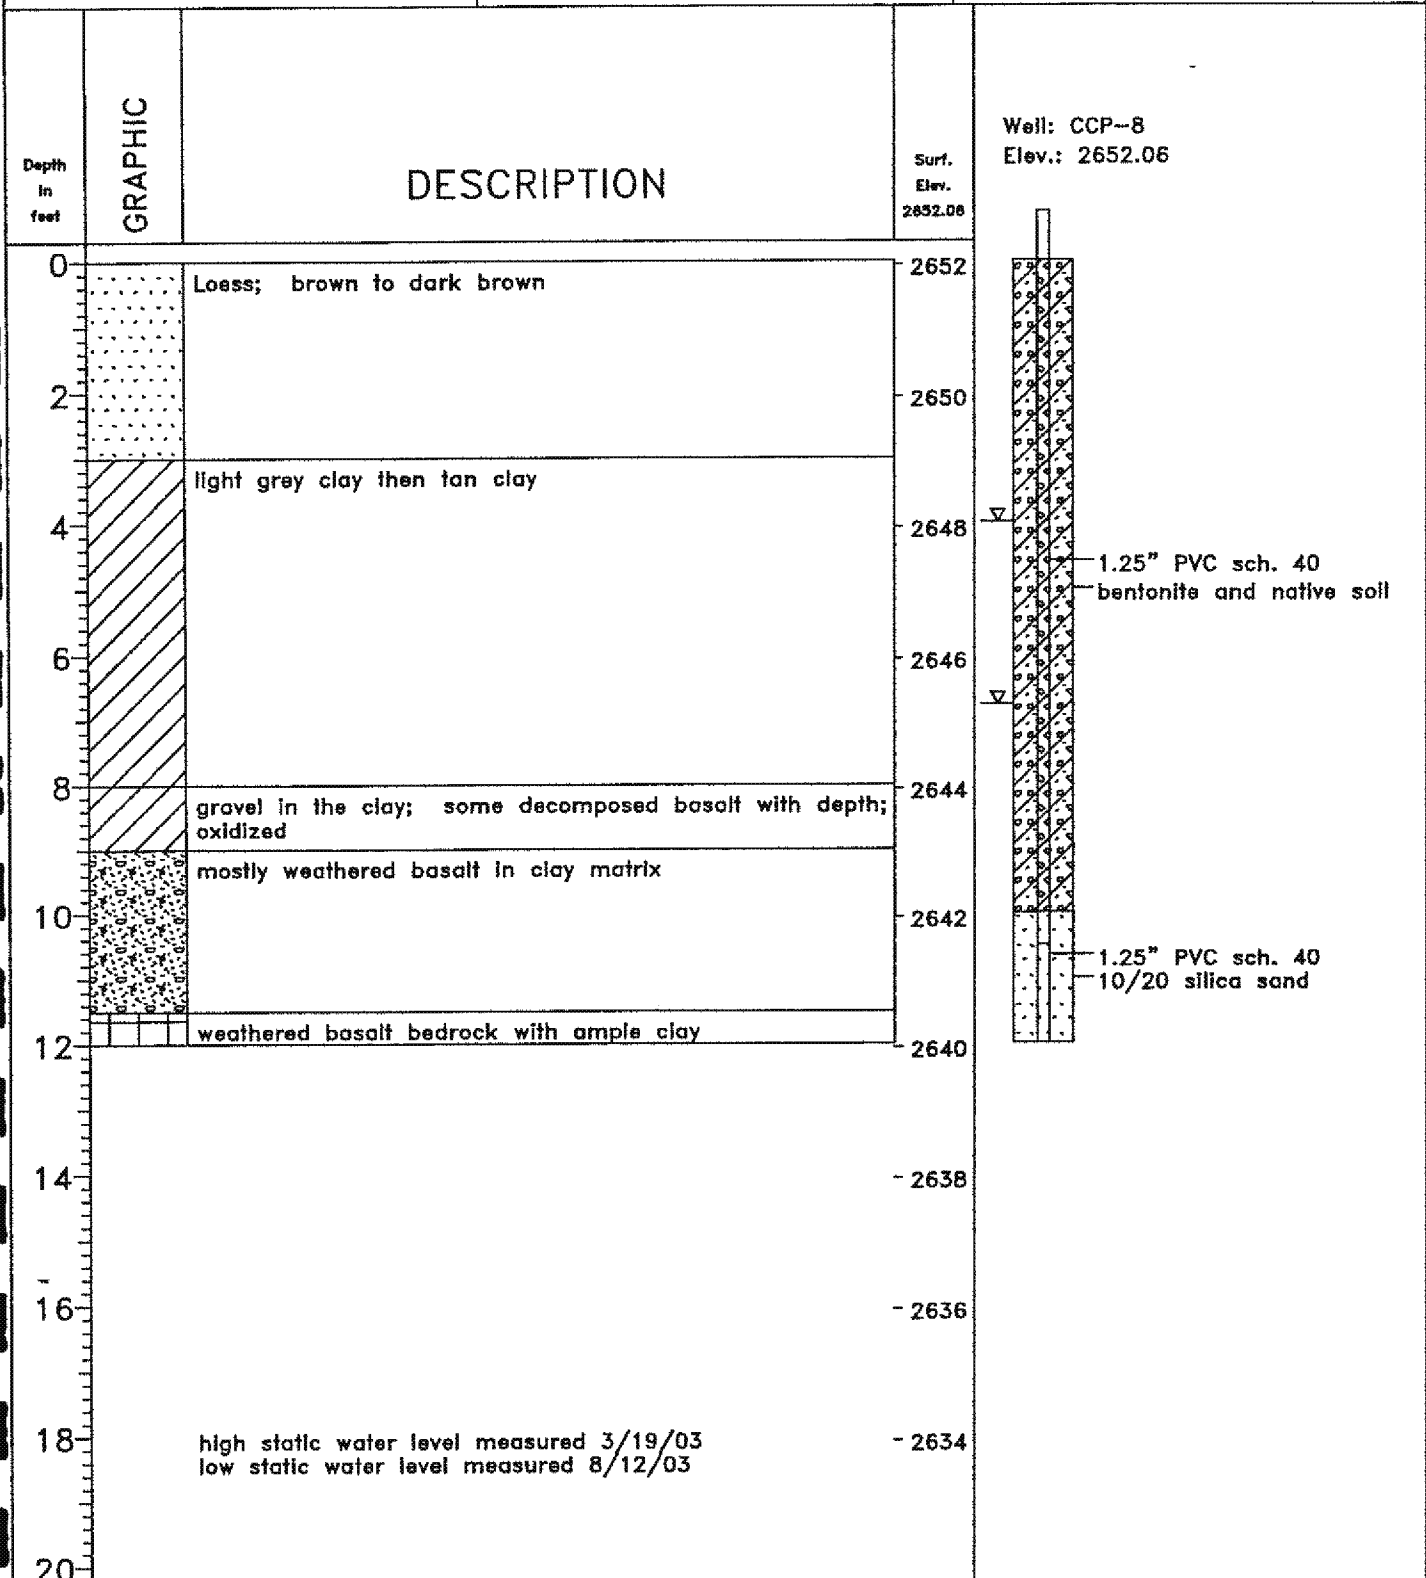 Depth
in
feet
GRAPHIC
DESCRIPTION
Surf.
Elev.
2652.06
Well: CCP-8
Elev.: 2652.06
0
Loess; brown to dark brown
2652
2
2650
light grey clay then tan clay
4
2648
1.25" PVC sch. 40
bentonite and native soil
6
2646
8
2644
gravel in the clay; some decomposed basalt with depth;
oxidized
mostly weathered basalt in clay matrix
10
2642
1.25" PVC sch. 40
10/20 silica sand
weathered basalt bedrock with ample clay
12
2640
14
2638
16
2636
18
high static water level measured 3/19/03
low static water level measured 8/12/03
2634
20